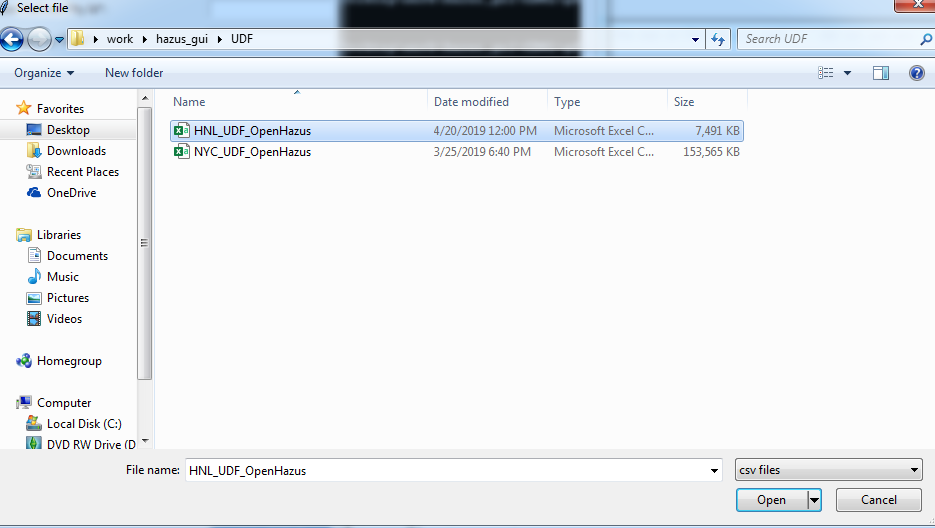 Select file
work hazus_gui UDF Search UDF
Organize New folder
Name Date modified Type Size
HNL_UDF_OpenHazus 4/20/2019 12:00 PM Microsoft Excel C... 7,491 KB
NYC_UDF_OpenHazus 3/25/2019 6:40 PM Microsoft Excel C... 153,565 KB
Favorites
Desktop
Downloads
Recent Places
OneDrive
Libraries
Documents
Music
Pictures
Videos
Homegroup
Computer
Local Disk (C:)
DVD RW Drive (D
File name: HNL_UDF_OpenHazus csv files
Open Cancel